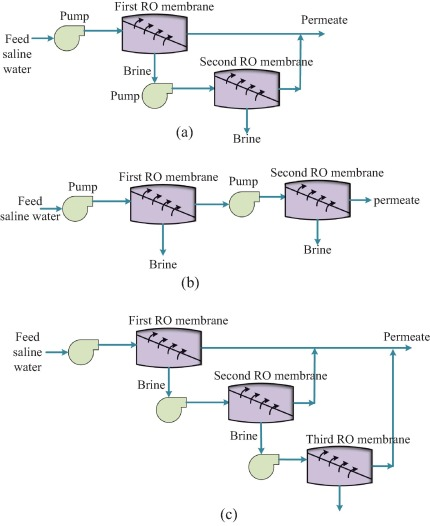 First RO membrane
Permeate
Pump
Feed
saline
water
Brine
Second RO membrane
Pump
Brine
(a)
First RO membrane
Second RO membrane
Pump
Pump
Feed
saline water
permeate
Brine
Brine
(b)
First RO membrane
Permeate
Feed
saline
water
Brine
Second RO membrane
Brine
Third RO membrane
(c)